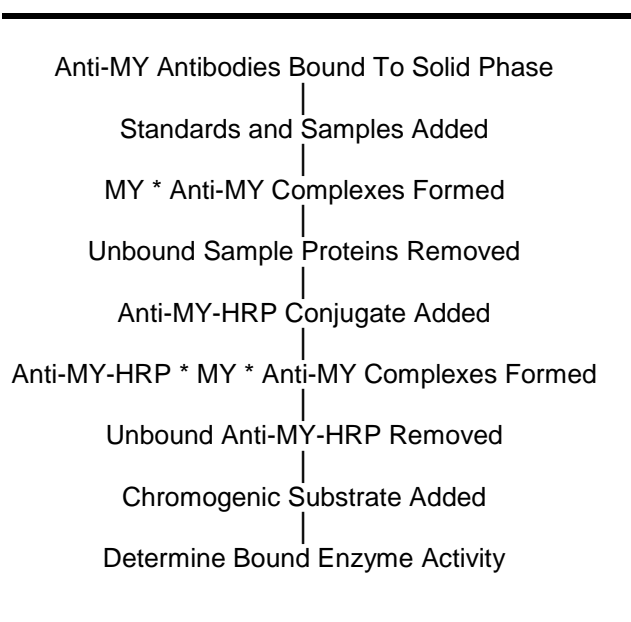 Anti-MY Antibodies Bound To Solid Phase
Standards and Samples Added
MY * Anti-MY Complexes Formed
Unbound Sample Proteins Removed
Anti-MY-HRP Conjugate Added
Anti-MY-HRP * MY * Anti-MY Complexes Formed
Unbound Anti-MY-HRP Removed
Chromogenic Substrate Added
Determine Bound Enzyme Activity